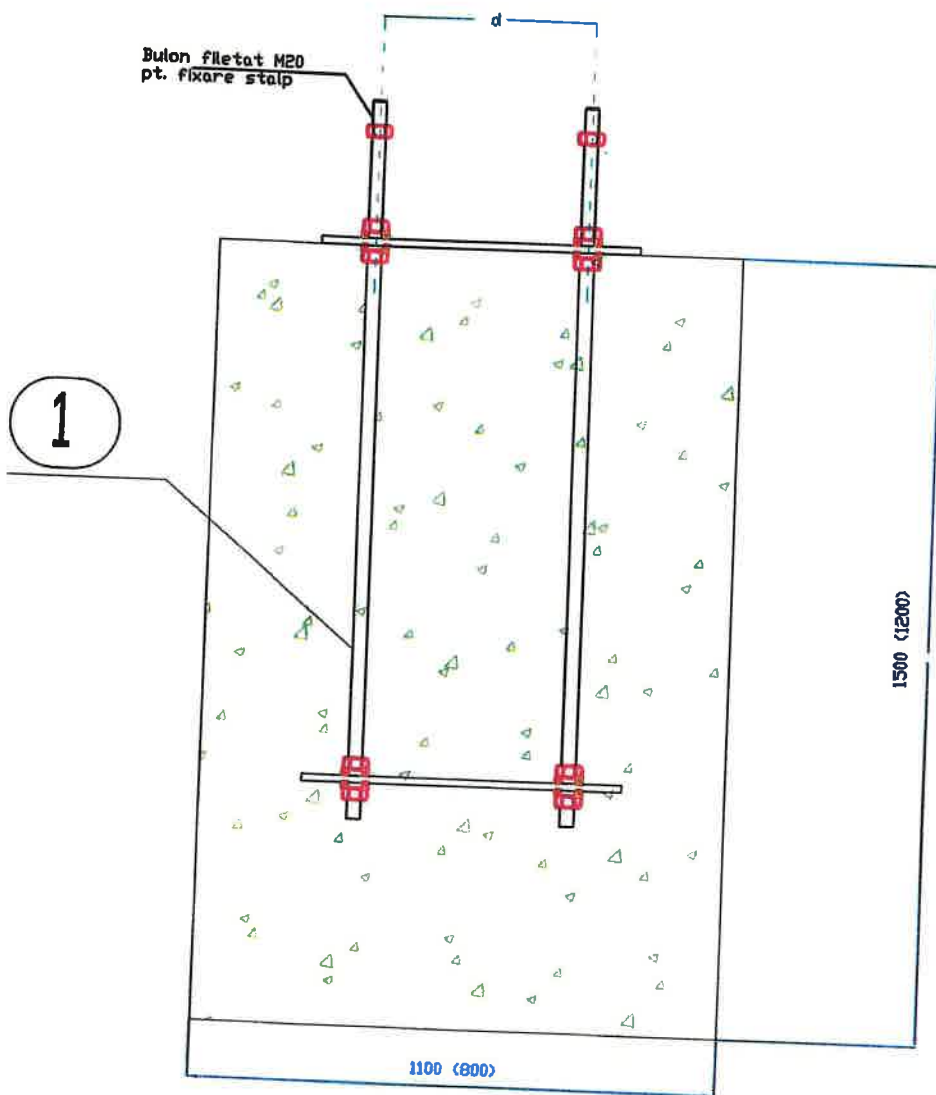 d
Bulon filetat M20
pt. fixare stalp
1
1500 (1200)
1100 (800)